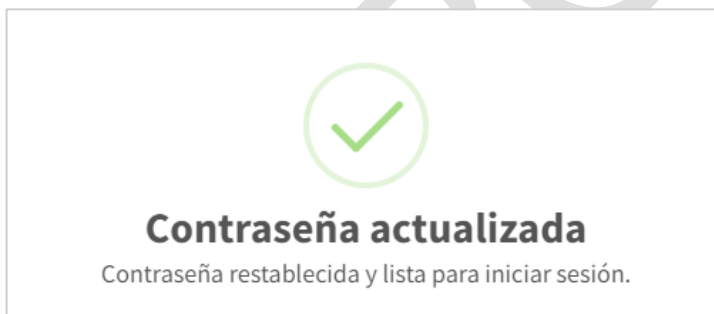 Contraseña actualizada
Contraseña restablecida y lista para iniciar sesión.